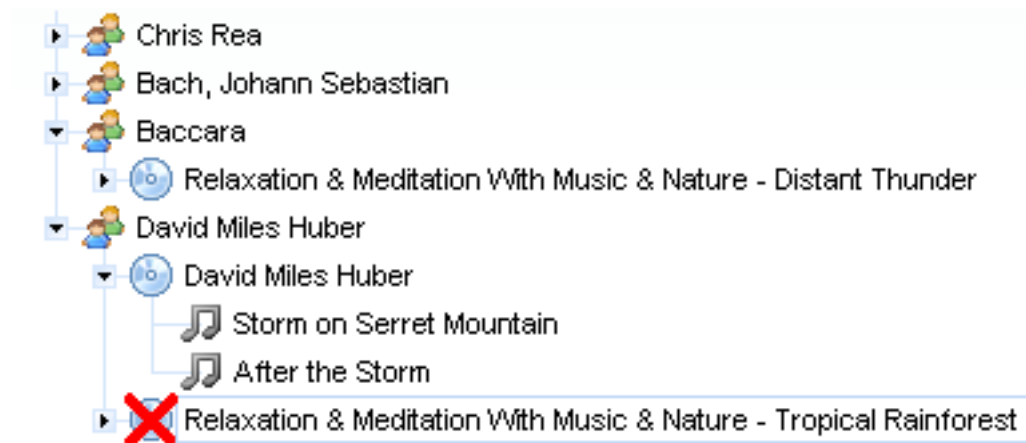 Chris Rea
Bach, Johann Sebastian
Baccara
Relaxation & Meditation With Music & Nature - Distant Thunder
David Miles Huber
David Miles Huber
Storm on Serret Mountain
After the Storm
Relaxation & Meditation With Music & Nature - Tropical Rainforest